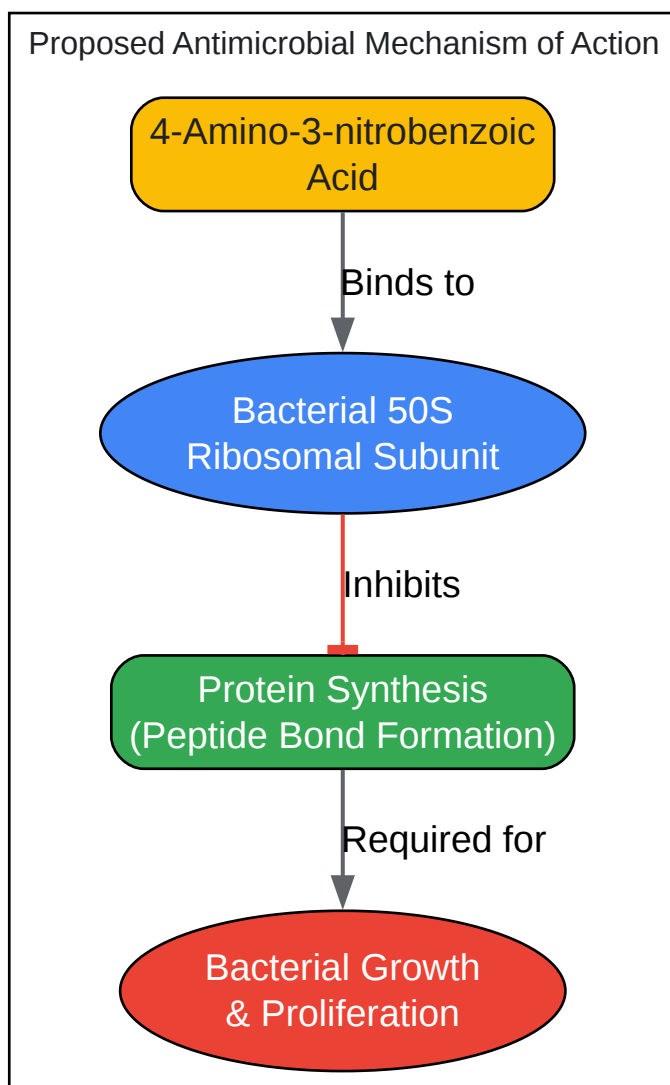 Proposed Antimicrobial Mechanism of Action
4-Amino-3-nitrobenzoic
Acid
Binds to
Bacterial 50S
Ribosomal Subunit
Inhibits
Protein Synthesis
(Peptide Bond Formation)
Required for
Bacterial Growth
& Proliferation